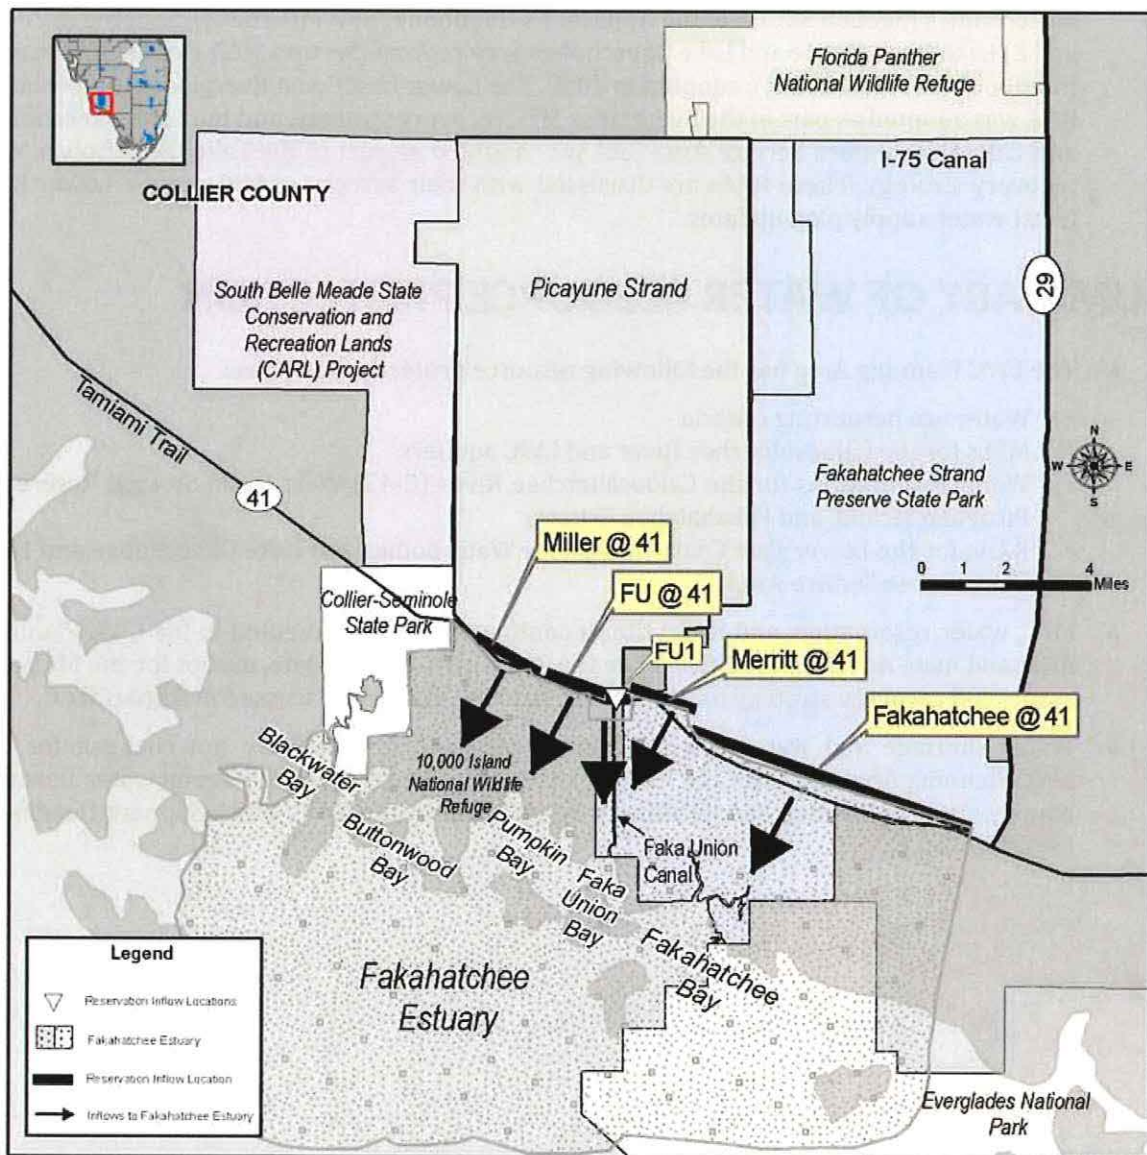 Florida Panther
National Wildlife Refuge
I-75 Canal
COLLIER COUNTY
29
South Belle Meade State
Conservation and
Recreation Lands
(CARL) Project
Picayune Strand
Tamiami Trail
41
Fakahatchee Strand
Preserve State Park
N
W
E
S
0 1 2 4
Miles
Miller @ 41
FU @ 41
Collier-Seminole
State Park
FU1
Merritt @ 41
Fakahatchee @ 41
10,000 Island
National Wildlife
Refuge
Blackwater
Bay
Buttonwood
Bay
Pumpkin
Bay
Faka
Union
Bay
Faka Union
Canal
Fakahatchee
Bay
Fakahatchee
Estuary
Legend
Reservation Inflow Locations
Fakahatchee Estuary
Reservation Inflow Location
Inflows to Fakahatchee Estuary
Everglades National
Park